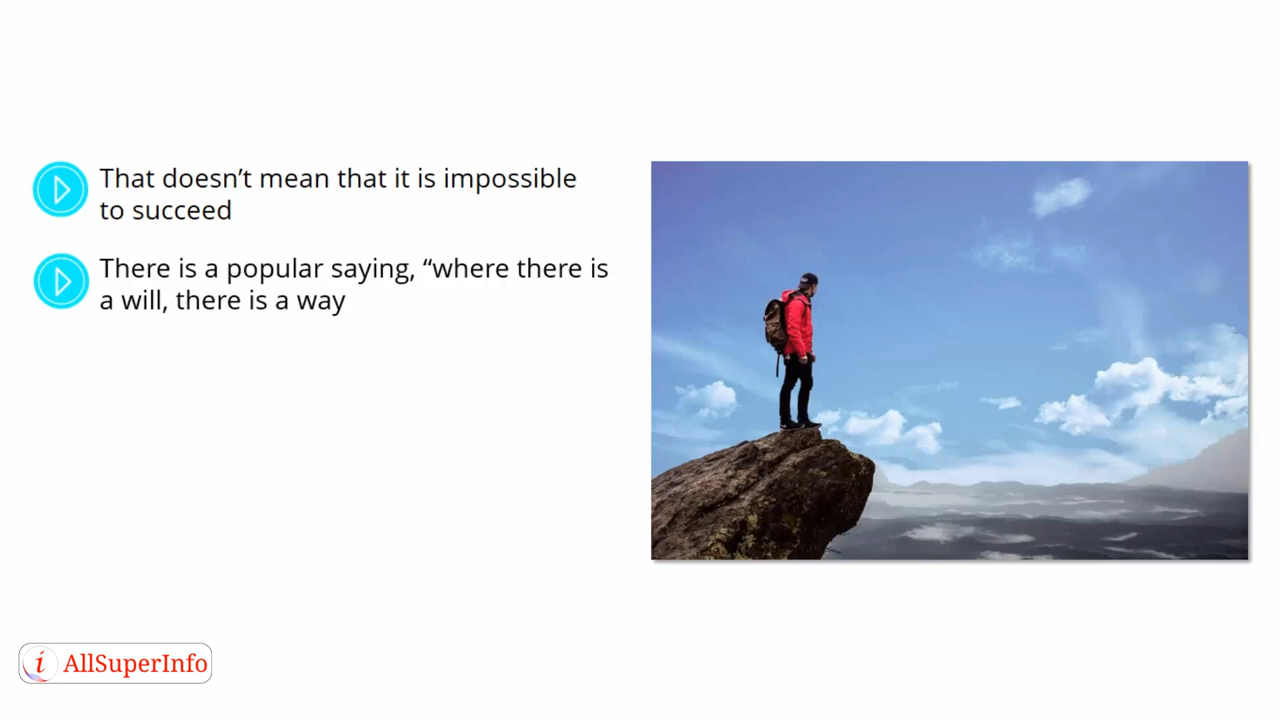 That doesn’t mean that it is impossible
to succeed
There is a popular saying, “where there is
a will, there is a way
i AllSuperInfo